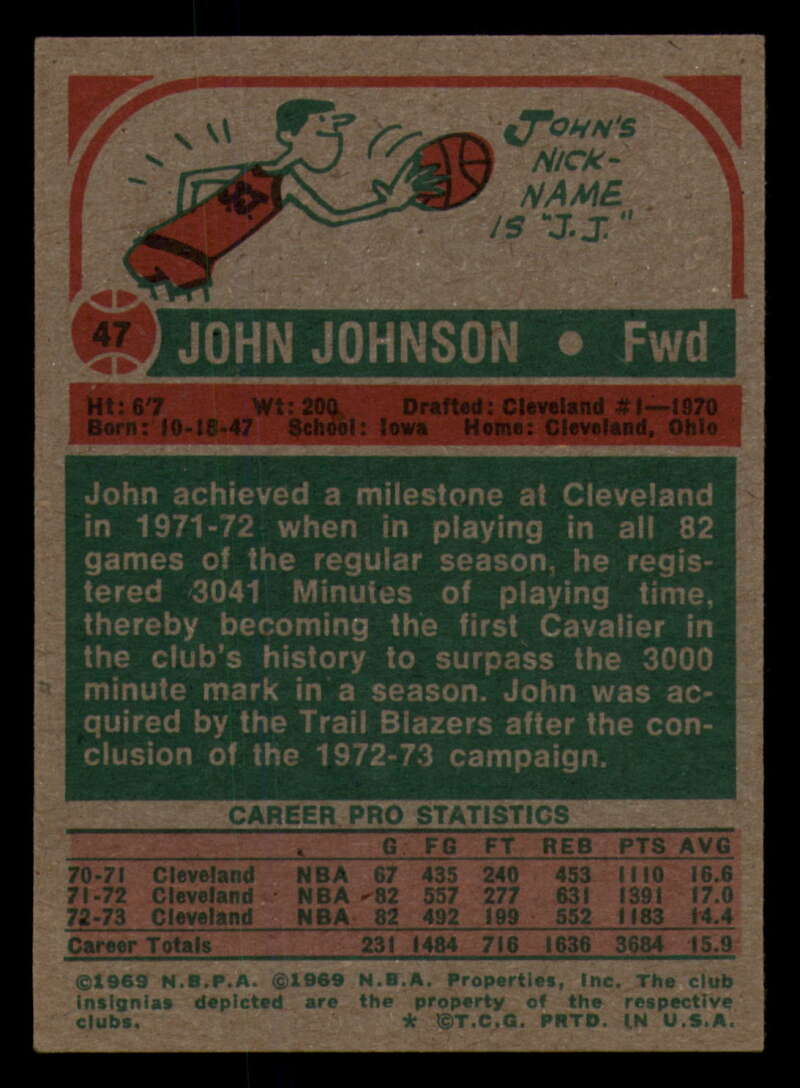 JOHN'S
NICK-
NAME
IS "J.J."
47 JOHN JOHNSON • Fwd
Ht: 6'7 Wt: 200 Drafted: Cleveland #1—1970
Born: 10-18-47 School: Iowa Home: Cleveland, Ohio
John achieved a milestone at Cleveland
in 1971-72 when in playing in all 82
games of the regular season, he regis-
tered 3041 Minutes of playing time,
thereby becoming the first Cavalier in
the club's history to surpass the 3000
minute mark in a season. John was ac-
quired by the Trail Blazers after the con-
clusion of the 1972-73 campaign.
CAREER PRO STATISTICS
G FG FT REB PTS AVG
70-71 Cleveland NBA 67 435 240 453 1110 16.6
71-72 Cleveland NBA 82 557 277 631 1391 17.0
72-73 Cleveland NBA 82 492 199 552 1183 14.4
Career Totals 231 1484 716 1636 3684 15.9
©1969 N.B.P.A. ©1969 N.B.A. Properties, Inc. The club
insignias depicted are the property of the respective
clubs. * ©T.C.G. PRTD. IN U.S.A.